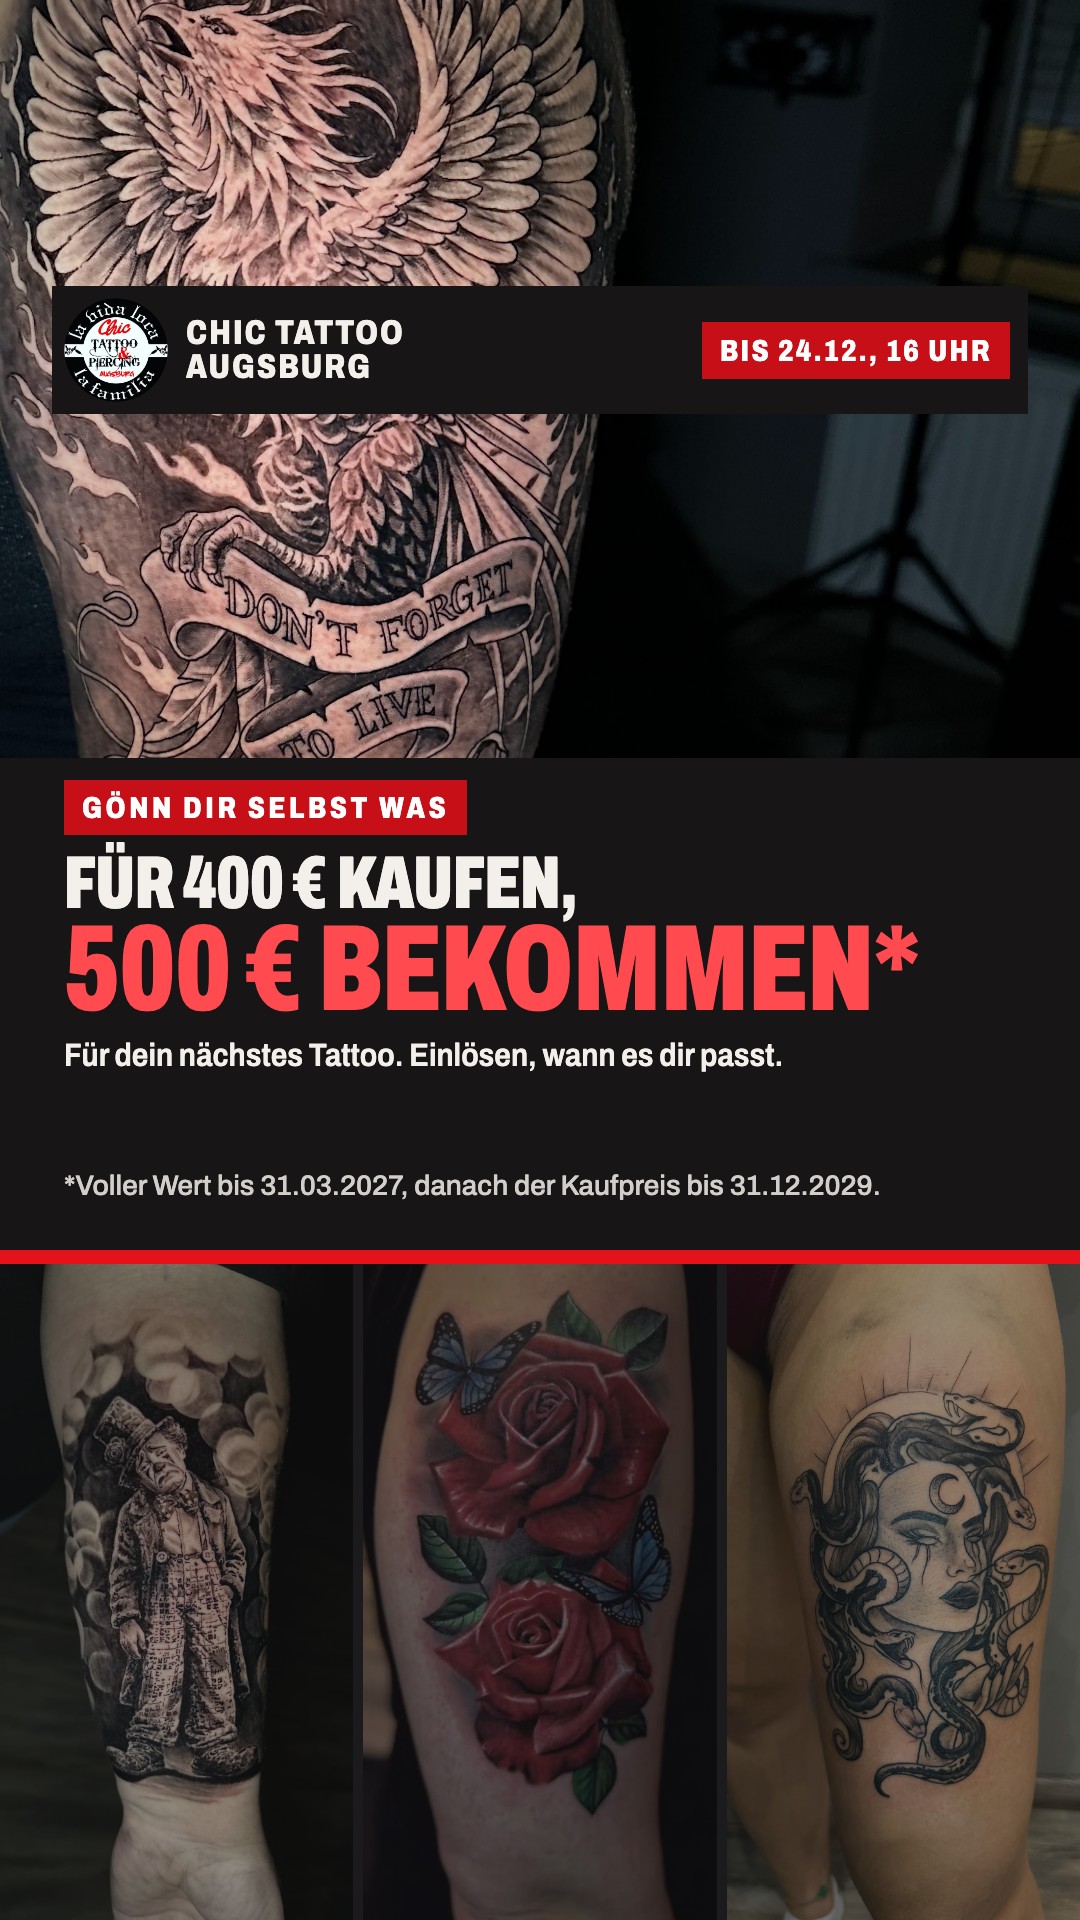 la vida loca
Chic
TATTOO
&
PIERCING
AUGSBURG
la familia
CHIC TATTOO
AUGSBURG
BIS 24.12., 16 UHR
DON'T FORGET
TO LIVE
GÖNN DIR SELBST WAS
FÜR 400 € KAUFEN,
500 € BEKOMMEN*
Für dein nächstes Tattoo. Einlösen, wann es dir passt.
*Voller Wert bis 31.03.2027, danach der Kaufpreis bis 31.12.2029.